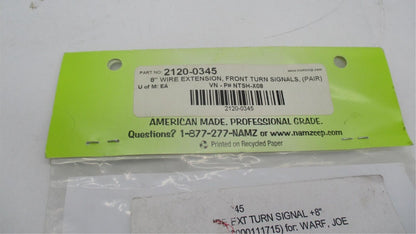 www.namzccp.com
PART NO: 2120-0345
8" WIRE EXTENSION, FRONT TURN SIGNALS, (PAIR)
U of M: EA VN - P# NTSH-X08
2120-0345
AMERICAN MADE. PROFESSIONAL GRADE.
Questions? 1-877-277-NAMZ or www.namzccp.com
Printed on Recycled Paper
45
EXT TURN SIGNAL +8"
000111715) for: WARF , JOE